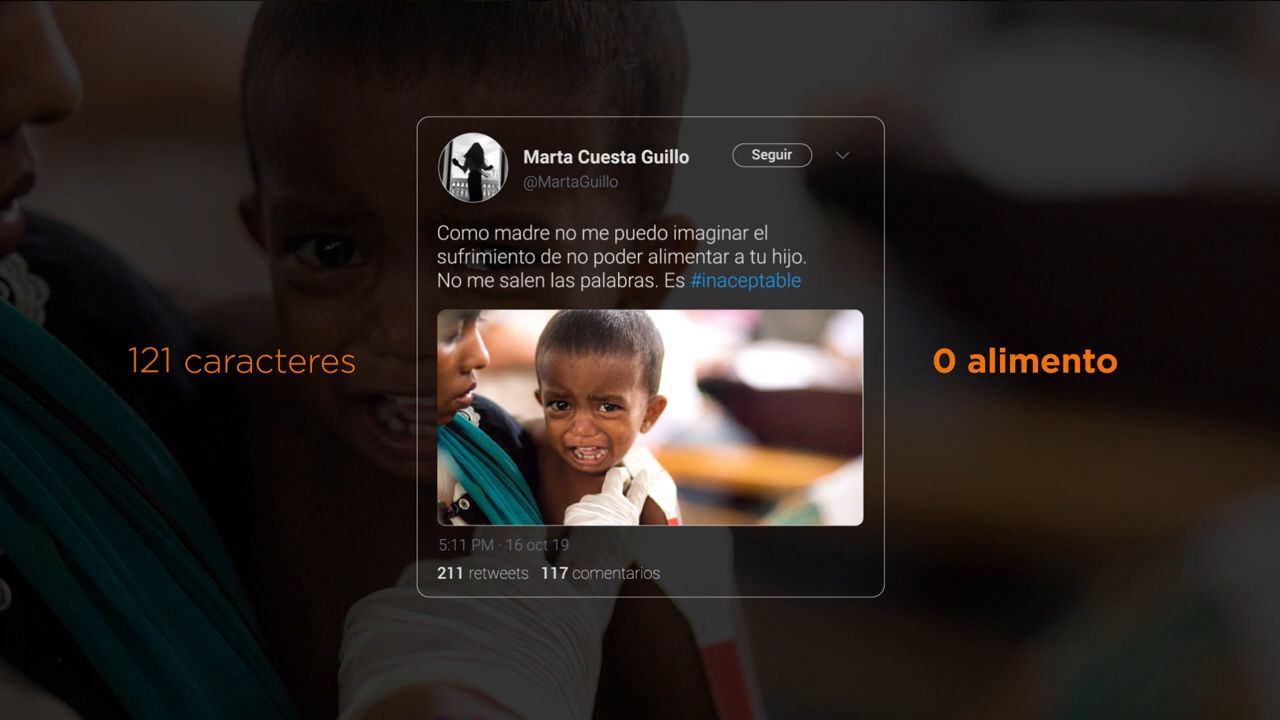 Marta Cuesta Guillo
Seguir
@MartaGuillo
Como madre no me puedo imaginar el
sufrimiento de no poder alimentar a tu hijo.
No me salen las palabras. Es #inaceptable
121 caracteres
0 alimento
5:11 PM · 16 oct 19
211 retweets 117 comentarios